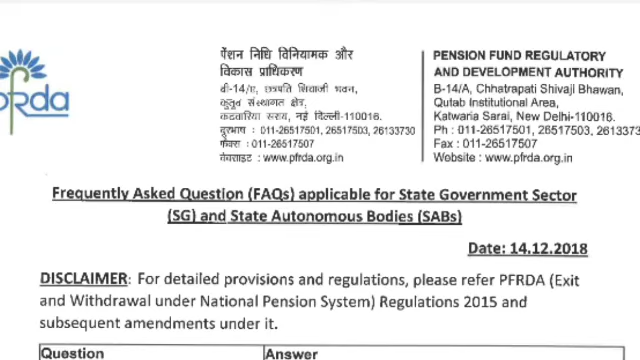 pfrda
पेंशन निधि विनियामक और
विकास प्राधिकरण
बी-14/ए, छत्रपति शिवाजी भवन,
कुतुब संस्थागत क्षेत्र,
कटवारिया सराय, नई दिल्ली-110016.
दूरभाष : 011-26517501, 26517503, 26133730
फैक्स : 011-26517507
वेबसाइट : www.pfrda.org.in
PENSION FUND REGULATORY
AND DEVELOPMENT AUTHORITY
B-14/A, Chhatrapati Shivaji Bhawan,
Qutab Institutional Area,
Katwaria Sarai, New Delhi-110016.
Ph : 011-26517501, 26517503, 2613373
Fax : 011-26517507
Website : www.pfrda.org.in
Frequently Asked Question (FAQs) applicable for State Government Sector
(SG) and State Autonomous Bodies (SABs)
Date: 14.12.2018
DISCLAIMER: For detailed provisions and regulations, please refer PFRDA (Exit
and Withdrawal under National Pension System) Regulations 2015 and
subsequent amendments under it.
Question Answer